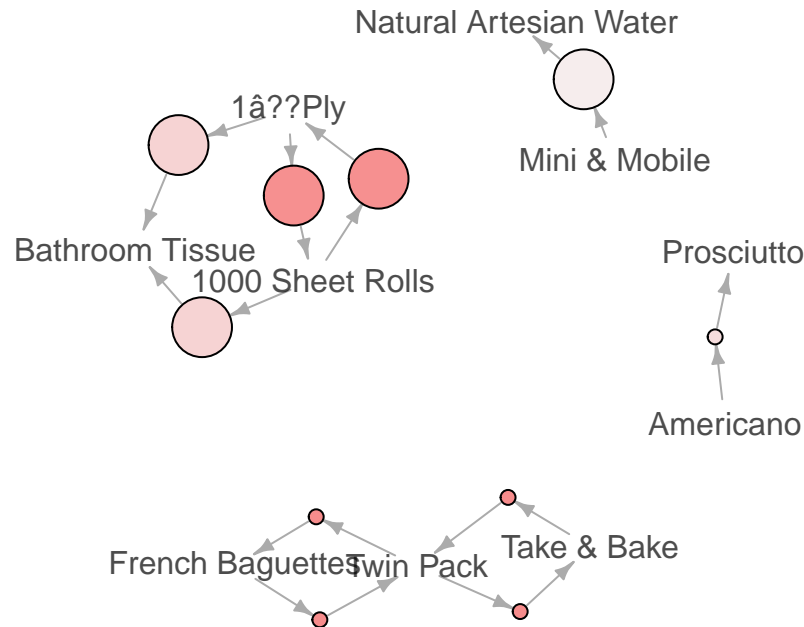 Natural Artesian Water
1â??Ply
Mini & Mobile
Bathroom Tissue
Prosciutto
1000 Sheet Rolls
Americano
Take & Bake
French Baguettes
Twin Pack